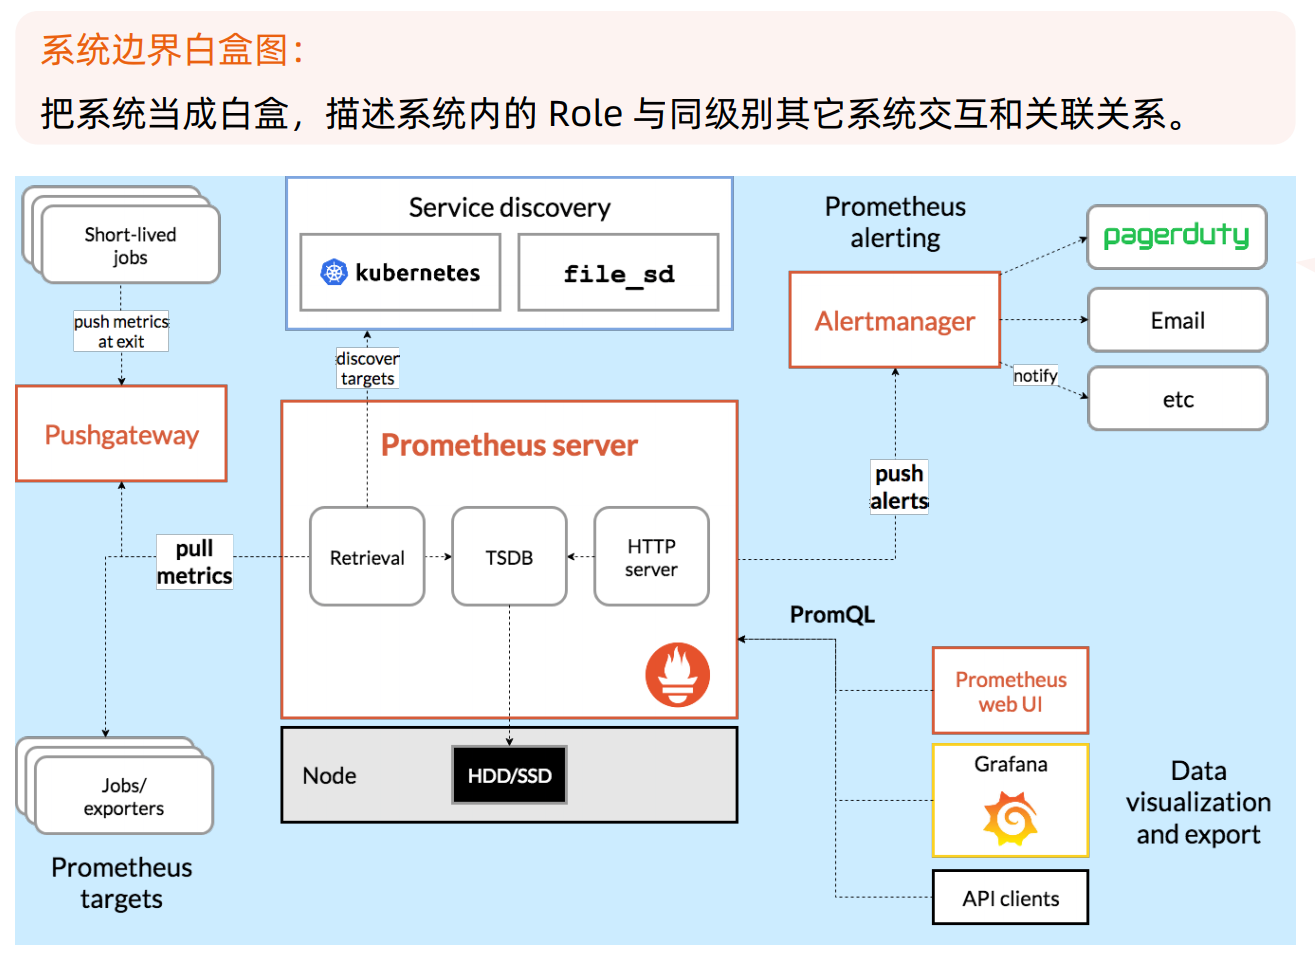 系统边界白盒图：
把系统当成白盒，描述系统内的 Role 与同级别其它系统交互和关联关系。
Short-lived
jobs
push metrics
at exit
Pushgateway
Service discovery
kubernetes
file_sd
discover
targets
Prometheus
alerting
Alertmanager
pagerduty
Email
notify
etc
push
alerts
Prometheus server
Retrieval
TSDB
HTTP
server
pull
metrics
PromQL
Node
HDD/SSD
Jobs/
exporters
Prometheus
targets
Prometheus
web UI
Grafana
API clients
Data
visualization
and export